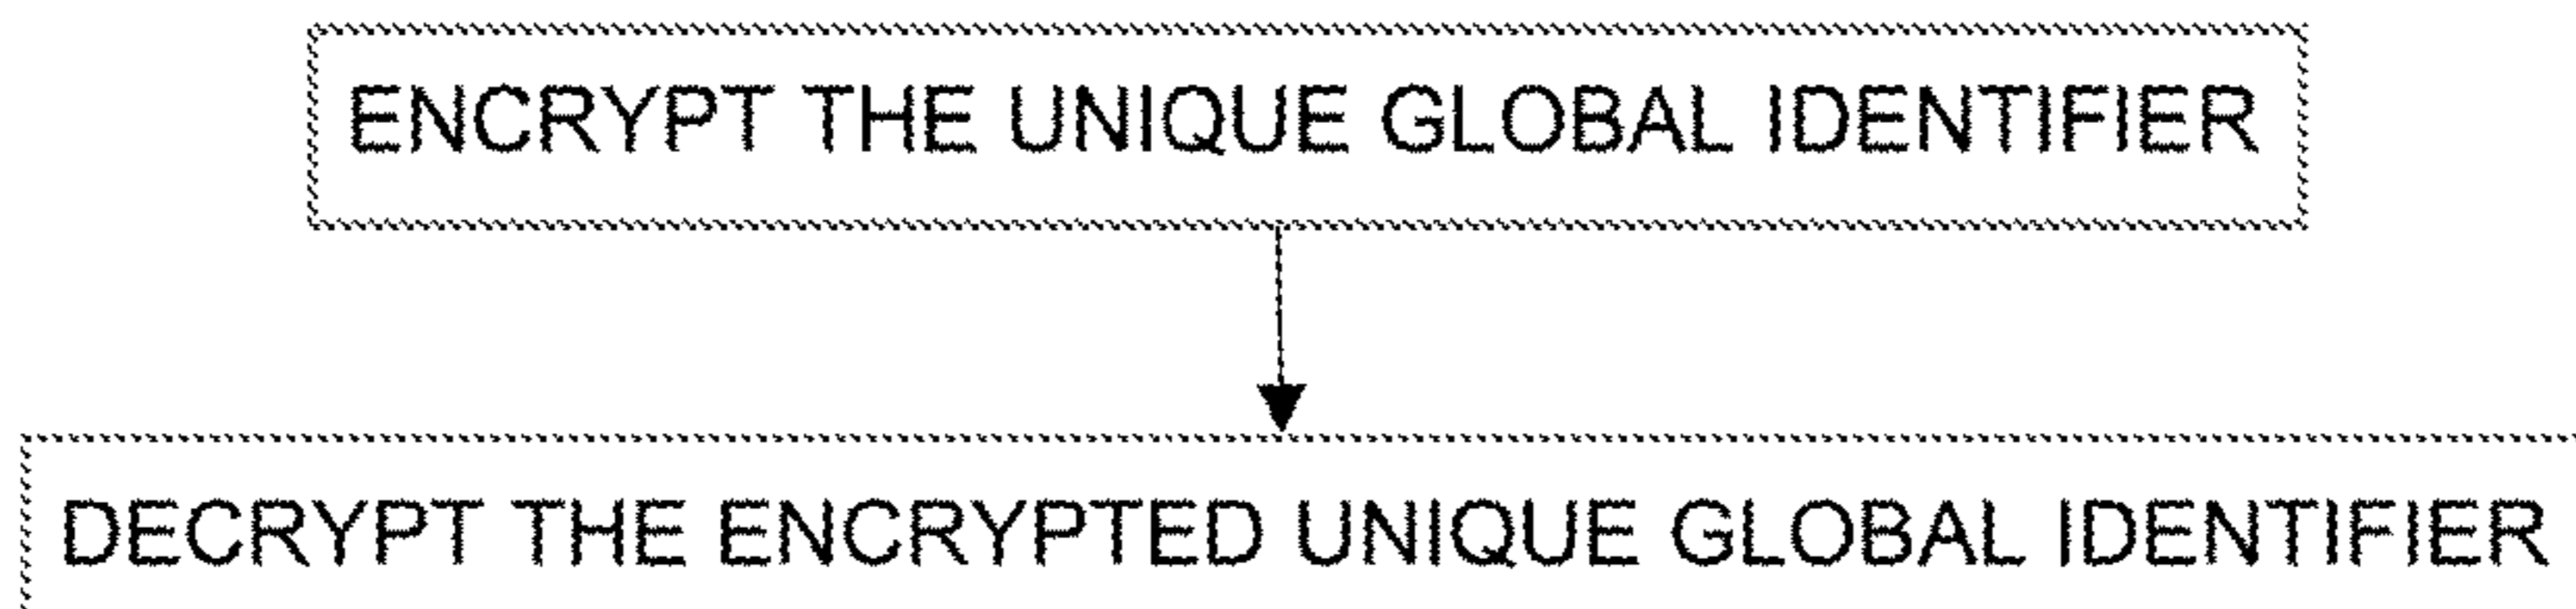 ENCRYPT THE UNIQUE GLOBAL IDENTIFIER
DECRYPT THE ENCRYPTED UNIQUE GLOBAL IDENTIFIER